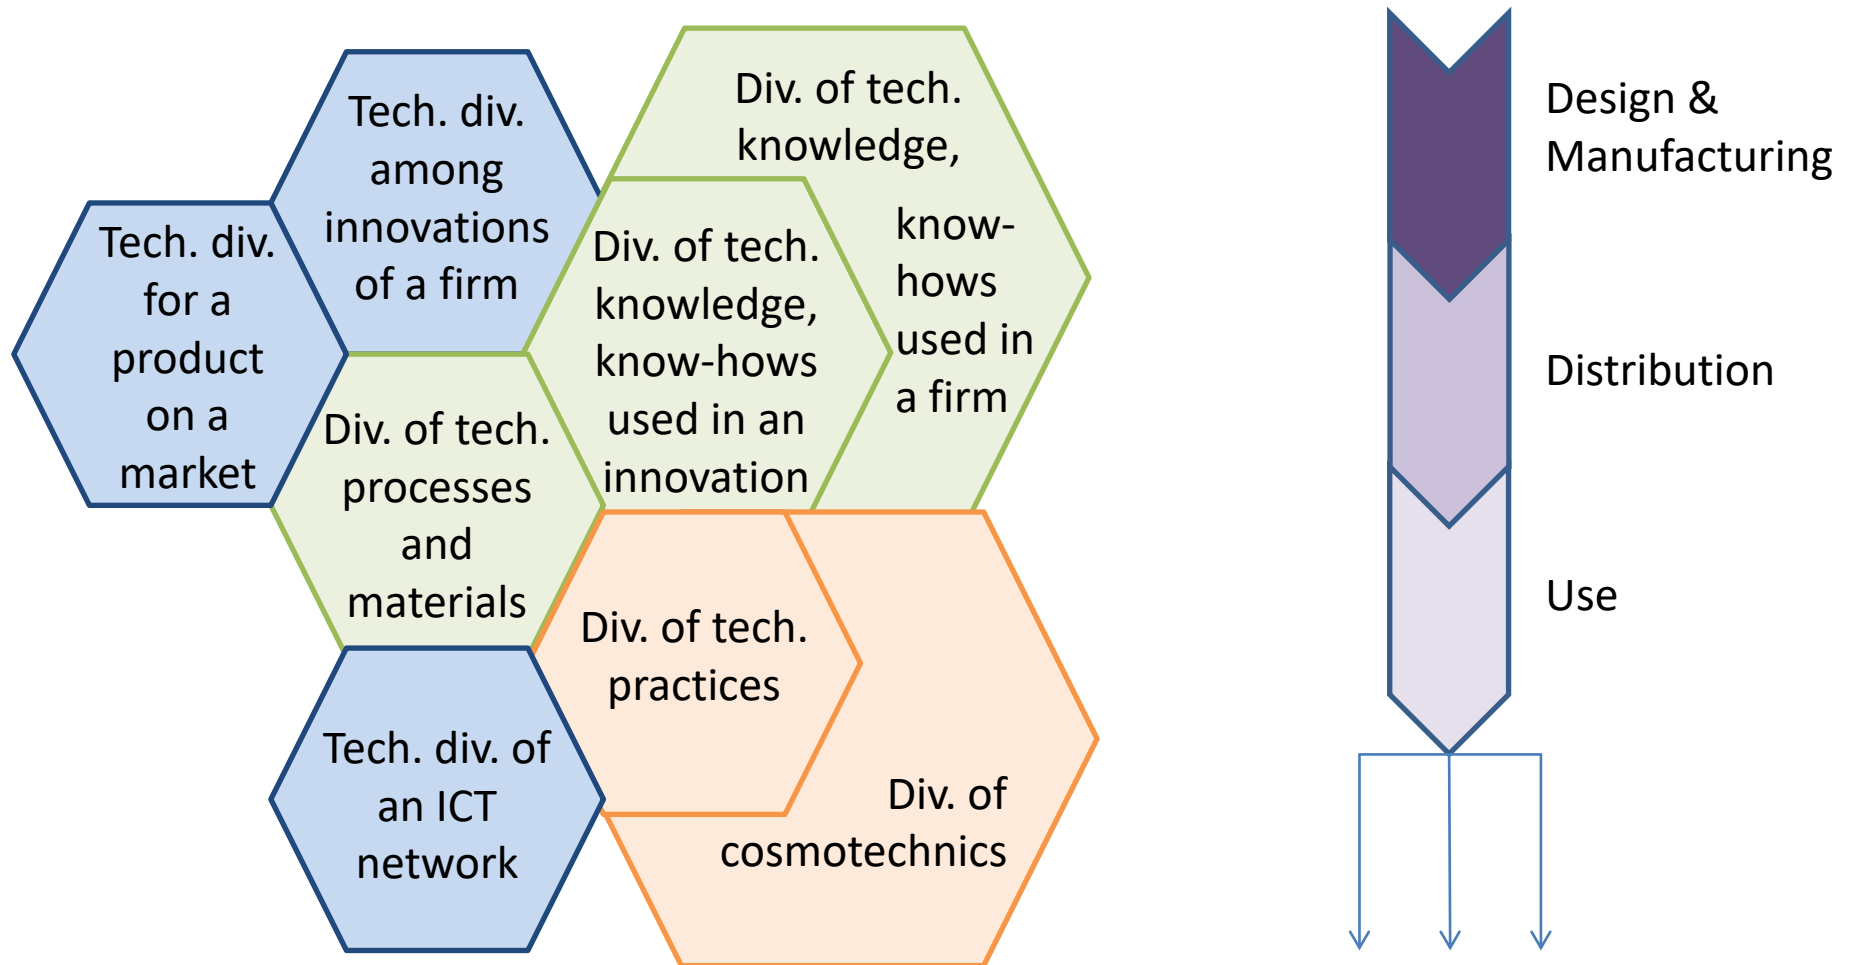 Tech. div.
among
innovations
of a firm
Div. of tech.
knowledge,
know-
hows
used in
a firm
Tech. div.
for a
product
on a
market
Div. of tech.
knowledge,
know-hows
used in an
innovation
Div. of tech.
processes
and
materials
Div. of tech.
practices
Tech. div. of
an ICT
network
Div. of
cosmotechnics
Design &
Manufacturing
Distribution
Use